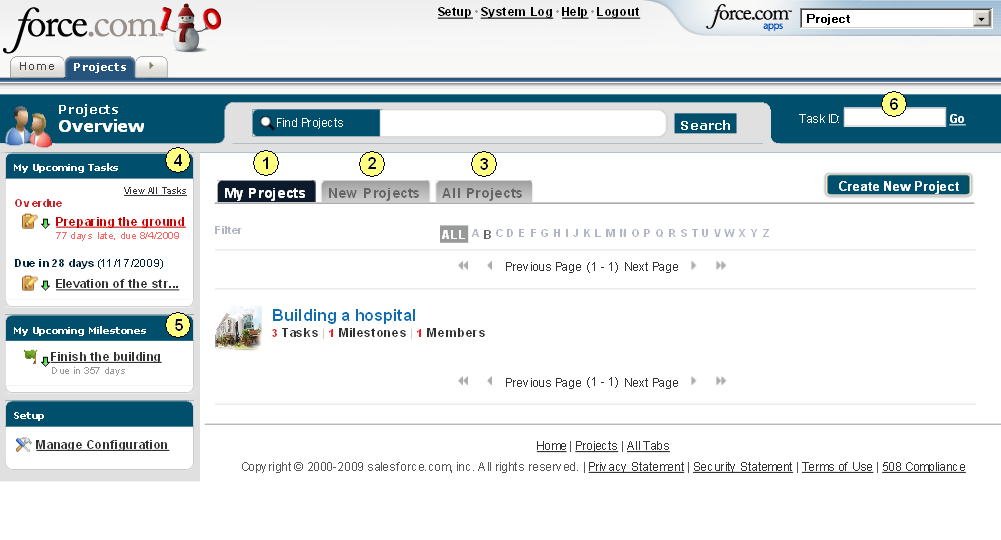 force.com 10
Setup · System Log · Help · Logout
force.com apps
Project
Home
Projects
Projects
Overview
Find Projects
Search
6
Task ID:
Go
My Upcoming Tasks
4
View All Tasks
Overdue
Preparing the ground
77 days late, due 8/4/2009
Due in 28 days (11/17/2009)
Elevation of the str...
My Upcoming Milestones
5
Finish the building
Due in 357 days
Setup
Manage Configuration
1
2
3
My Projects
New Projects
All Projects
Create New Project
Filter
ALL A B C D E F G H I J K L M N O P Q R S T U V W X Y Z
Previous Page (1 - 1) Next Page
Building a hospital
3 Tasks | 1 Milestones | 1 Members
Previous Page (1 - 1) Next Page
Home | Projects | All Tabs
Copyright © 2000-2009 salesforce.com, inc. All rights reserved. | Privacy Statement | Security Statement | Terms of Use | 508 Compliance